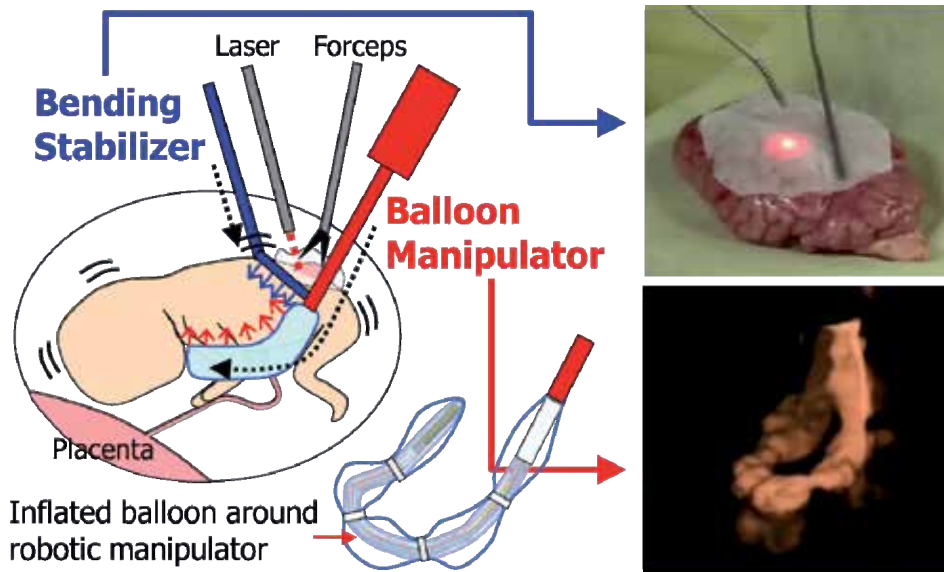 Laser
Forceps
Bending
Stabilizer
Balloon
Manipulator
Placenta
Inflated balloon around
robotic manipulator